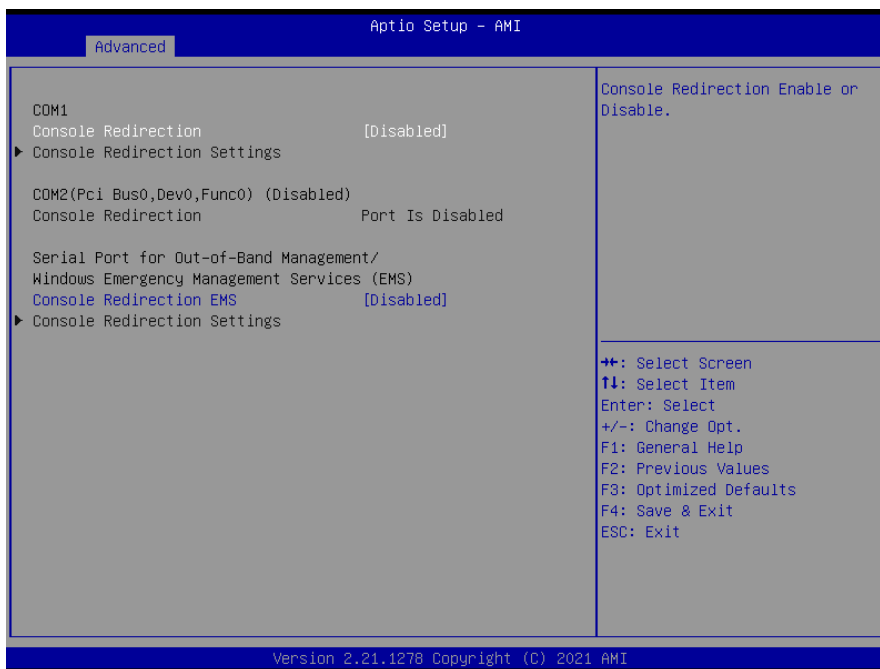 Aptio Setup – AMI
Advanced
COM1
Console Redirection [Disabled]
▶ Console Redirection Settings
COM2(Pci Bus0,Dev0,Func0) (Disabled)
Console Redirection Port Is Disabled
Serial Port for Out-of-Band Management/
Windows Emergency Management Services (EMS)
Console Redirection EMS [Disabled]
▶ Console Redirection Settings
Console Redirection Enable or
Disable.
→←: Select Screen
↑↓: Select Item
Enter: Select
+/-: Change Opt.
F1: General Help
F2: Previous Values
F3: Optimized Defaults
F4: Save & Exit
ESC: Exit
Version 2.21.1278 Copyright (C) 2021 AMI